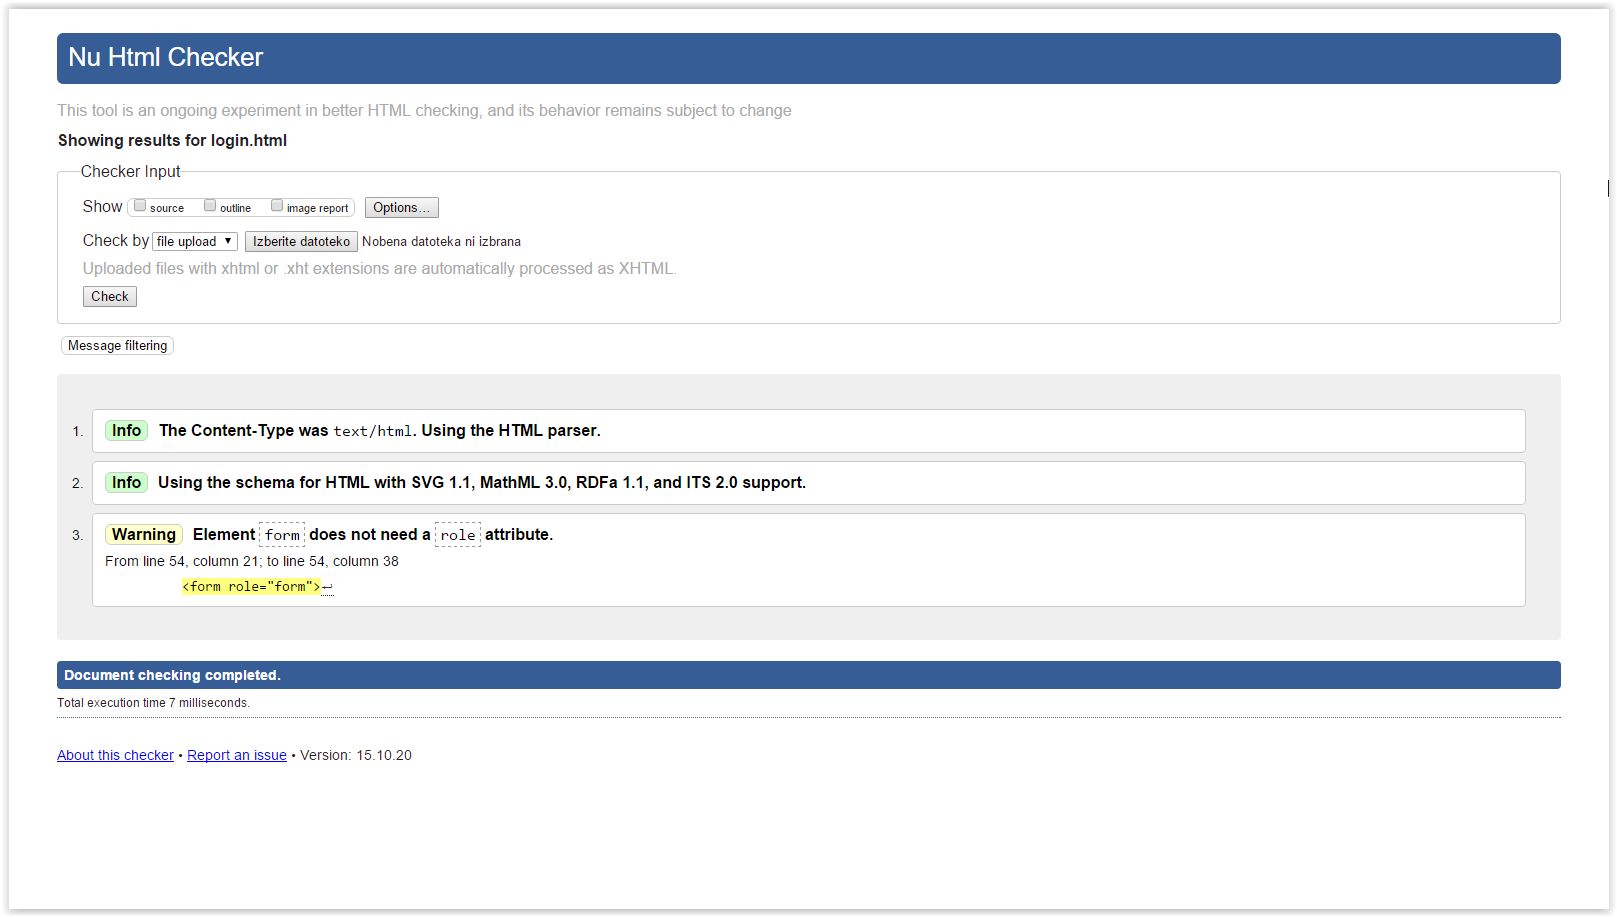 Nu Html Checker
This tool is an ongoing experiment in better HTML checking, and its behavior remains subject to change
Showing results for login.html
Checker Input
Show source outline image report Options...
Check by file upload ▼ Izberite datoteko Nobena datoteka ni izbrana
Uploaded files with xhtml or .xht extensions are automatically processed as XHTML.
Check
Message filtering
1. Info The Content-Type was text/html. Using the HTML parser.
2. Info Using the schema for HTML with SVG 1.1, MathML 3.0, RDFa 1.1, and ITS 2.0 support.
3. Warning Element form does not need a role attribute.
From line 54, column 21; to line 54, column 38
<form role="form">↩
Document checking completed.
Total execution time 7 milliseconds.
About this checker • Report an issue • Version: 15.10.20